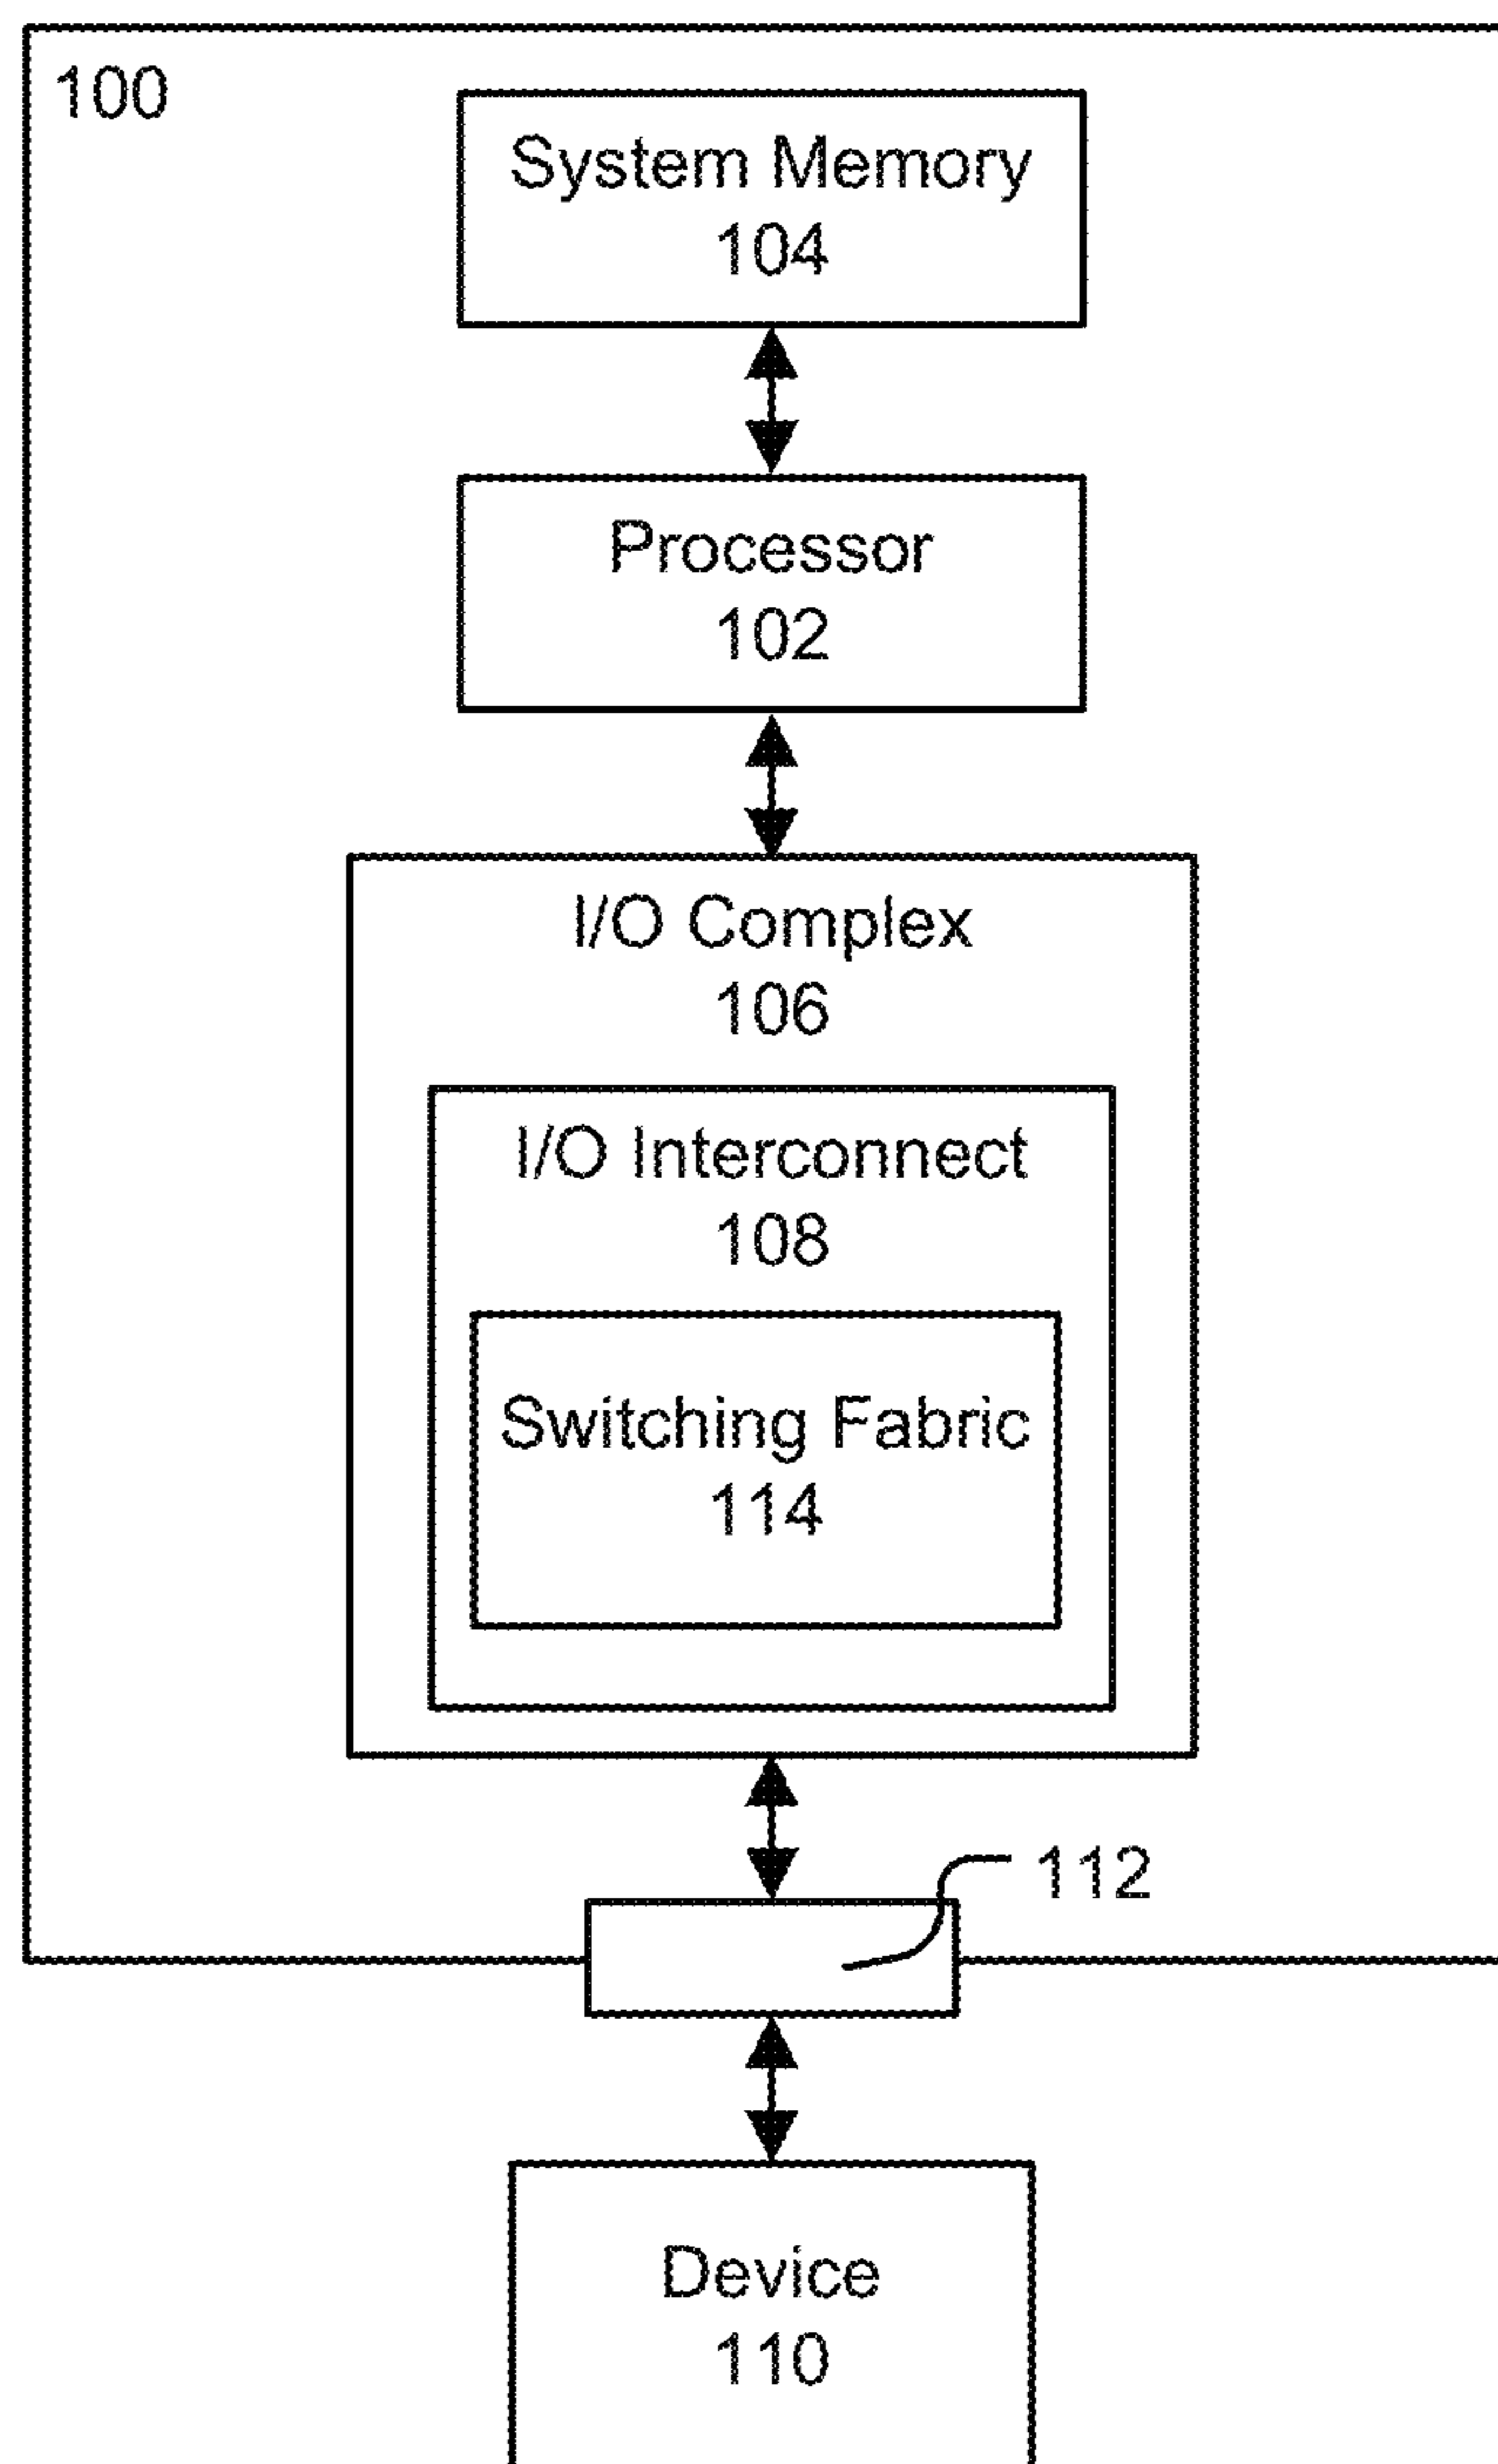 100
System Memory
104
Processor
102
I/O Complex
106
I/O Interconnect
108
Switching Fabric
114
112
Device
110